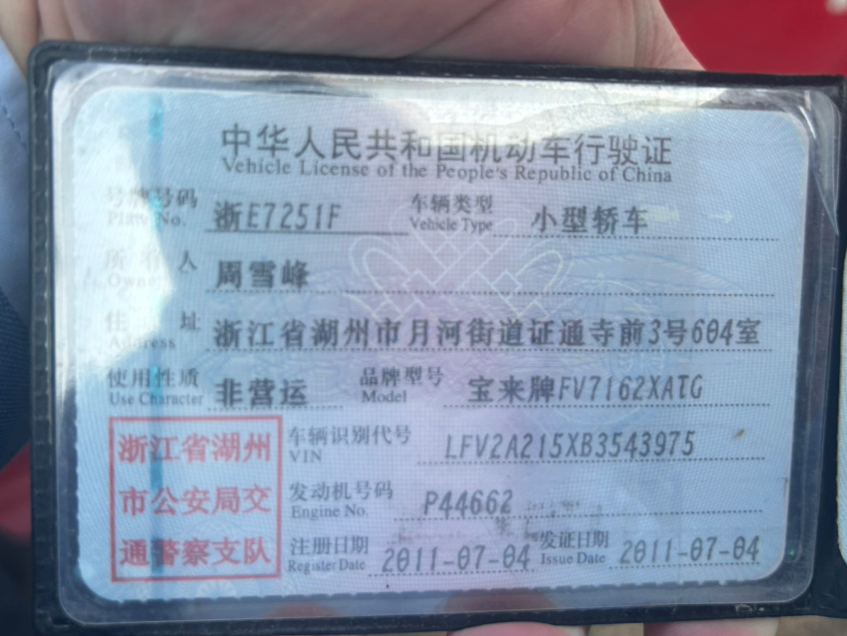 中华人民共和国机动车行驶证
Vehicle License of the People's Republic of China
号牌号码 浙E7251F 车辆类型 小型轿车
Plate No. Vehicle Type
所有人 周雪峰
Owner
住址 浙江省湖州市月河街道证通寺前3号604室
Address
使用性质 非营运 品牌型号 宝来牌FV7162XATG
Use Character Model
浙江省湖州 车辆识别代号 LFV2A215XB3543975
VIN
市公安局交 发动机号码 P44662
Engine No.
通警察支队 注册日期 2011-07-04 发证日期 2011-07-04
Register Date Issue Date